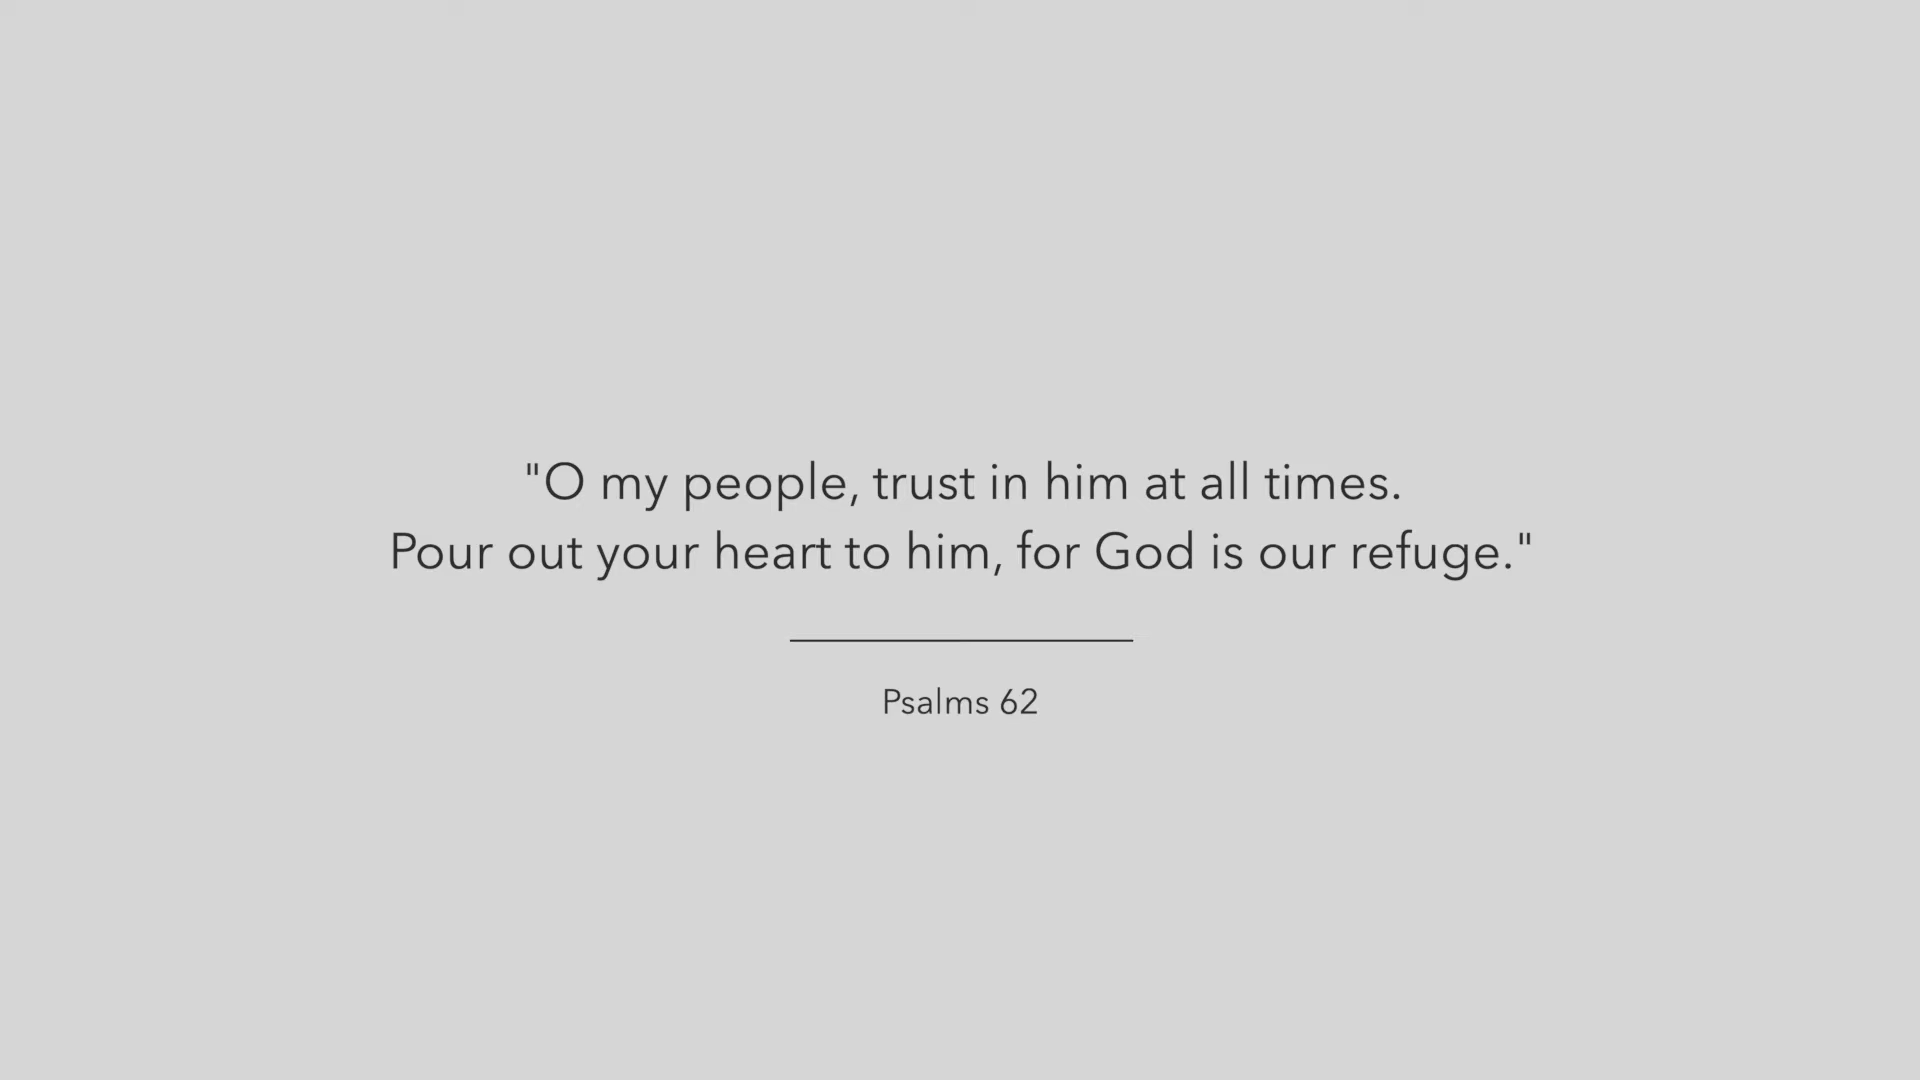 "O my people, trust in him at all times.
Pour out your heart to him, for God is our refuge."
Psalms 62